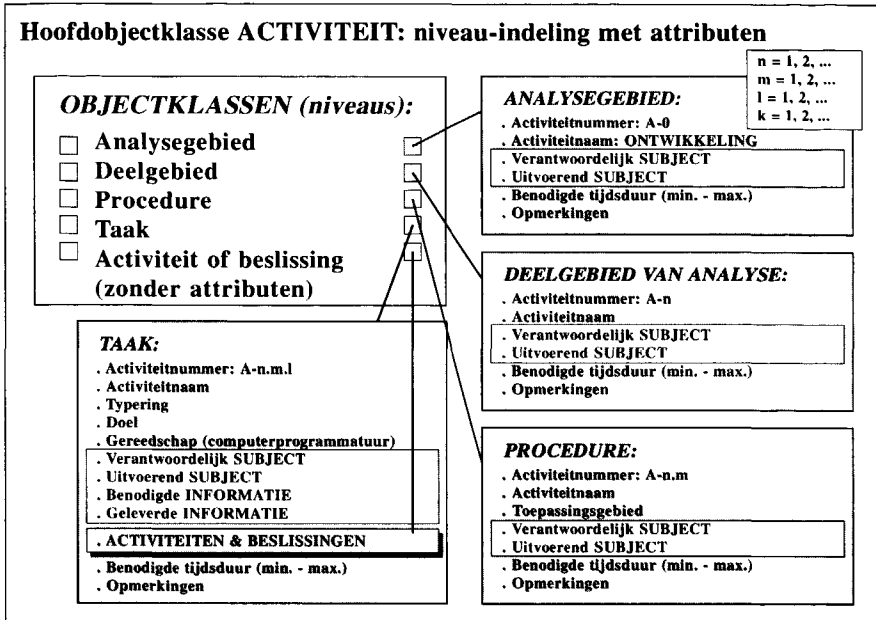 Hoofdobjectklasse ACTIVITEIT: niveau-indeling met attributen
n = 1, 2, ...
m = 1, 2, ...
l = 1, 2, ...
k = 1, 2, ...
OBJECTKLASSEN (niveaus):
Analysegebied
Deelgebied
Procedure
Taak
Activiteit of beslissing
(zonder attributen)
ANALYSEGEBIED:
. Activiteitnummer: A-0
. Activiteitnaam: ONTWIKKELING
. Verantwoordelijk SUBJECT
. Uitvoerend SUBJECT
. Benodigde tijdsduur (min. - max.)
. Opmerkingen
DEELGEBIED VAN ANALYSE:
. Activiteitnummer: A-n
. Activiteitnaam
. Verantwoordelijk SUBJECT
. Uitvoerend SUBJECT
. Benodigde tijdsduur (min. - max.)
. Opmerkingen
TAAK:
. Activiteitnummer: A-n.m.l
. Activiteitnaam
. Typering
. Doel
. Gereedschap (computerprogrammatuur)
. Verantwoordelijk SUBJECT
. Uitvoerend SUBJECT
. Benodigde INFORMATIE
. Geleverde INFORMATIE
. ACTIVITEITEN & BESLISSINGEN
. Benodigde tijdsduur (min. - max.)
. Opmerkingen
PROCEDURE:
. Activiteitnummer: A-n.m
. Activiteitnaam
. Toepassingsgebied
. Verantwoordelijk SUBJECT
. Uitvoerend SUBJECT
. Benodigde tijdsduur (min. - max.)
. Opmerkingen